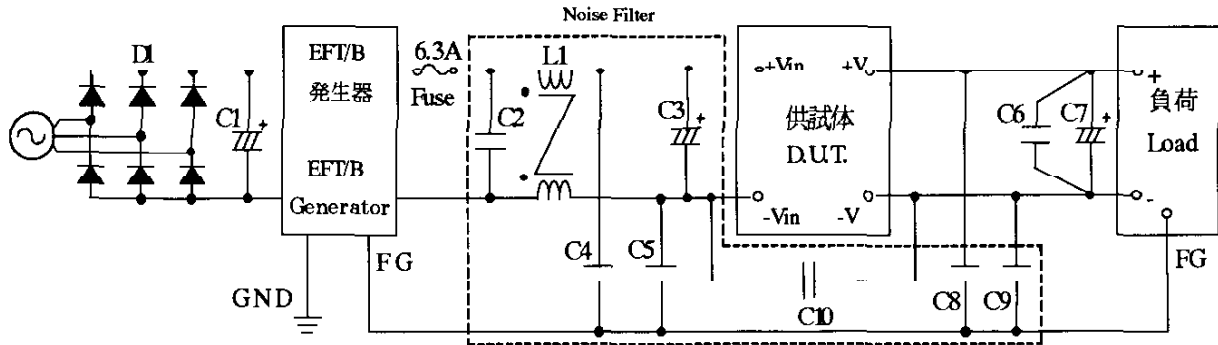 Noise Filter
D1
C1
EFT/B
発生器
EFT/B
Generator
6.3A
Fuse
C2
L1
C3
+Vin
+V
供試体
D.U.T.
-Vin
-V
C6
C7
+
負荷
Load
-
FG
GND
C4
C5
C10
C8
C9
FG
+
+
+